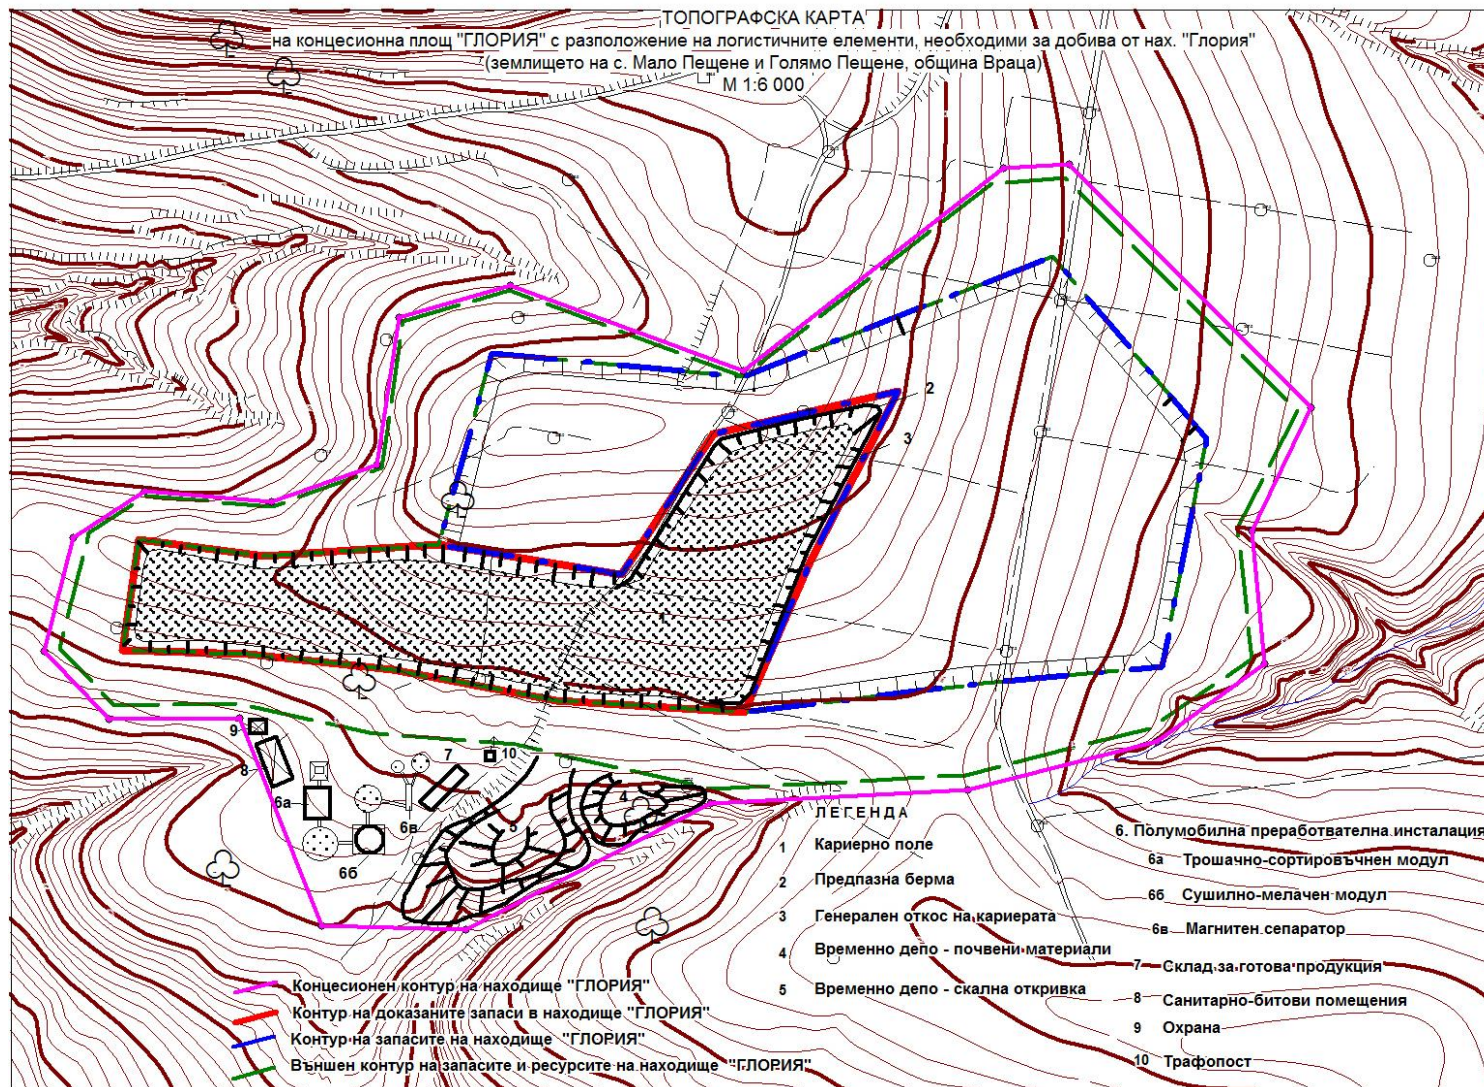 ТОПОГРАФСКА КАРТА
на концесионна площ "ГЛОРИЯ" с разположение на логистичните елементи, необходими за добива от нах. "Глория"
(землището на с. Мало Пещене и Голямо Пещене, община Враца)
М 1:6 000
2
3
1
9
8
7
10
6а
6в
6б
5
4
ЛЕГЕНДА
1 Кариерно поле
2 Предпазна берма
3 Генерален откос на кариерата
4 Временно депо - почвени материали
5 Временно депо - скална откривка
6. Полумобилна преработвателна инсталация
6а Трошачно-сортировъчнен модул
6б Сушилно-мелачен модул
6в Магнитен сепаратор
7 Склад за готова продукция
8 Санитарно-битови помещения
9 Охрана
10 Трафопост
Концесионен контур на находище "ГЛОРИЯ"
Контур на доказаните запаси в находище "ГЛОРИЯ"
Контур на запасите на находище "ГЛОРИЯ"
Външен контур на запасите и ресурсите на находище "ГЛОРИЯ"